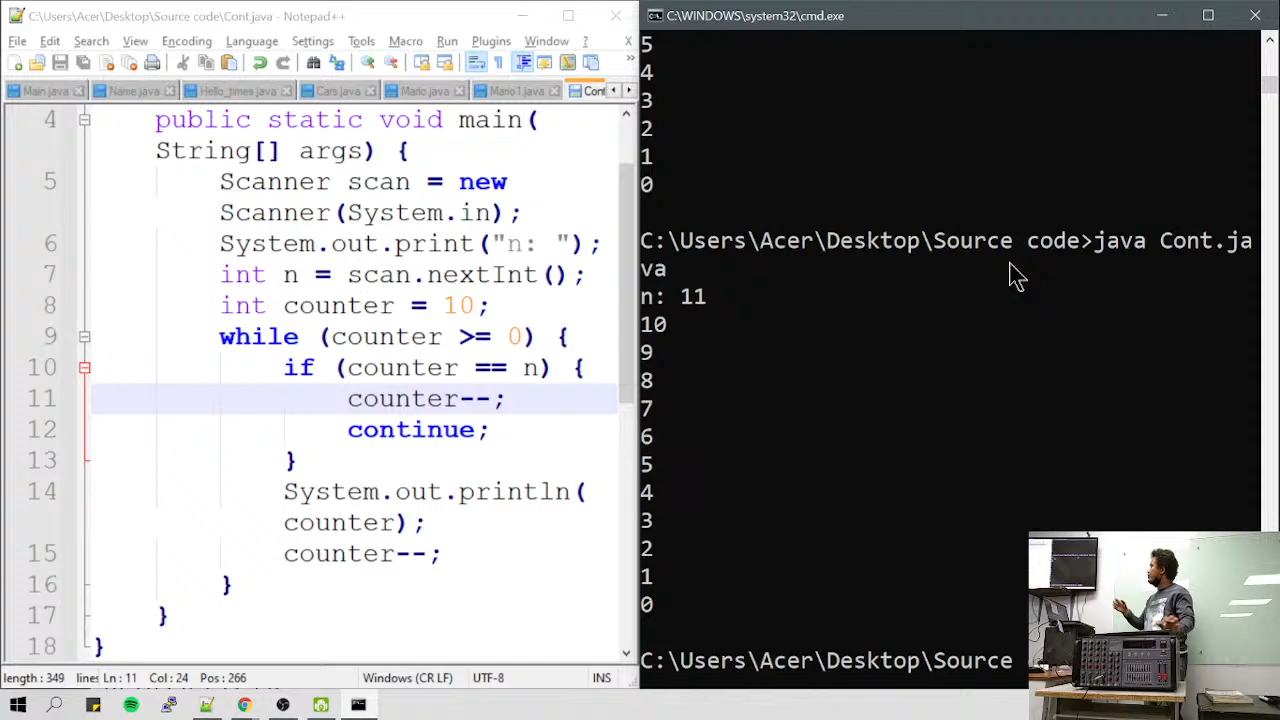 C:\Users\Acer\Desktop\Source code\Cont.java - Notepad++
File Edit Search View Encoding Language Settings Tools Macro Run Plugins Window ? X
Main.java Name.java Hello_times.java Cars.java Mario.java Mario1.java Cont
4 public static void main(
String[] args) {
5 Scanner scan = new
Scanner(System.in);
6 System.out.print("n: ");
7 int n = scan.nextInt();
8 int counter = 10;
9 while (counter >= 0) {
10 if (counter == n) {
11 counter--;
12 continue;
13 }
14 System.out.println(
counter);
15 counter--;
16 }
17 }
18 }
length : 349 lines Ln : 11 Col : 24 Pos : 266 Windows (CR LF) UTF-8 INS
C:\WINDOWS\system32\cmd.exe
5
4
3
2
1
0
C:\Users\Acer\Desktop\Source code>java Cont.ja
va
n: 11
10
9
8
7
6
5
4
3
2
1
0
C:\Users\Acer\Desktop\Source